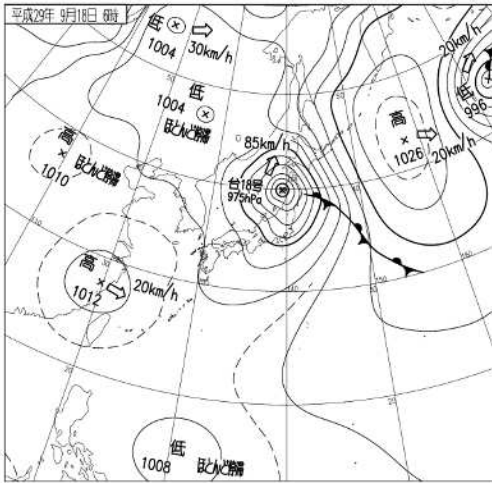 平成29年 9月18日 6時
低
1004
30km/h
低
1004
ほとんど停滞
高
1010
ほとんど停滞
高
1012
20km/h
85km/h
台18号
975hPa
高
1026
20km/h
20km/h
低
996
低
1008
ほとんど停滞